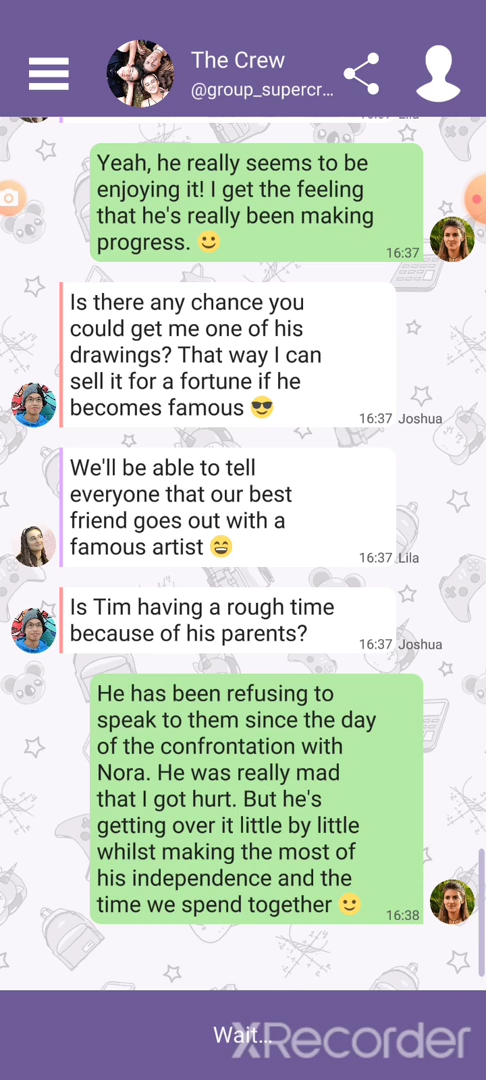 The Crew
@group_supercr...
Lila
Yeah, he really seems to be
enjoying it! I get the feeling
that he's really been making
progress. 🙂
16:37
Is there any chance you
could get me one of his
drawings? That way I can
sell it for a fortune if he
becomes famous 😎
16:37 Joshua
We'll be able to tell
everyone that our best
friend goes out with a
famous artist 😄
16:37 Lila
Is Tim having a rough time
because of his parents?
16:37 Joshua
He has been refusing to
speak to them since the day
of the confrontation with
Nora. He was really mad
that I got hurt. But he's
getting over it little by little
whilst making the most of
his independence and the
time we spend together 🙂
16:38
Wait...
XRecorder